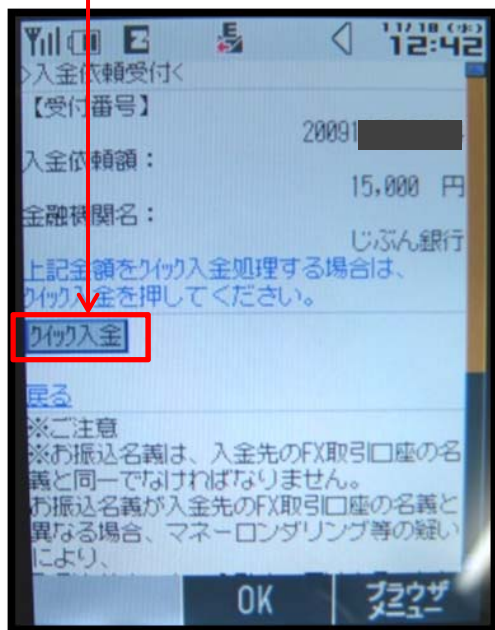 11/18(水)
12:42
>入金依頼受付<
【受付番号】
20091
入金依頼額：
15,000 円
金融機関名：
じぶん銀行
上記金額をｸｲｯｸ入金処理する場合は、
ｸｲｯｸ入金を押してください。
ｸｲｯｸ入金
戻る
※ご注意
※お振込名義は、入金先のFX取引口座の名
義と同一でなければなりません。
お振込名義が入金先のFX取引口座の名義と
異なる場合、マネーロンダリング等の疑い
により、
OK
ブラウザ
メニュー